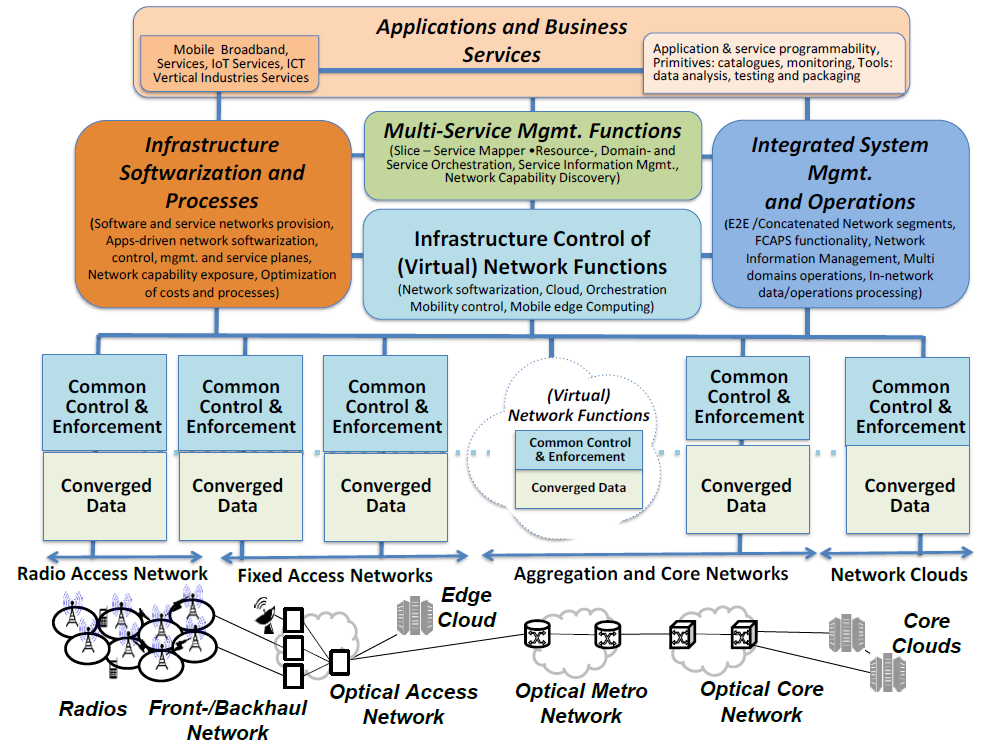 Applications and Business
Services
Mobile Broadband,
Services, IoT Services, ICT
Vertical Industries Services
Application & service programmability,
Primitives: catalogues, monitoring, Tools:
data analysis, testing and packaging
Infrastructure
Softwarization and
Processes
(Software and service networks provision,
Apps-driven network softwarization,
control, mgmt. and service planes,
Network capability exposure, Optimization
of costs and processes)
Multi-Service Mgmt. Functions
(Slice – Service Mapper •Resource-, Domain- and
Service Orchestration, Service Information Mgmt.,
Network Capability Discovery)
Infrastructure Control of
(Virtual) Network Functions
(Network softwarization, Cloud, Orchestration
Mobility control, Mobile edge Computing)
Integrated System
Mgmt.
and Operations
(E2E /Concatenated Network segments,
FCAPS functionality, Network
Information Management, Multi
domains operations, In-network
data/operations processing)
Common
Control &
Enforcement
Converged
Data
Common
Control &
Enforcement
Converged
Data
Common
Control &
Enforcement
Converged
Data
(Virtual)
Network Functions
Common Control
& Enforcement
Converged Data
Common
Control &
Enforcement
Converged
Data
Common
Control &
Enforcement
Converged
Data
Radio Access Network
Fixed Access Networks
Aggregation and Core Networks
Network Clouds
Edge
Cloud
Core
Clouds
Radios
Front-/Backhaul
Network
Optical Access
Network
Optical Metro
Network
Optical Core
Network